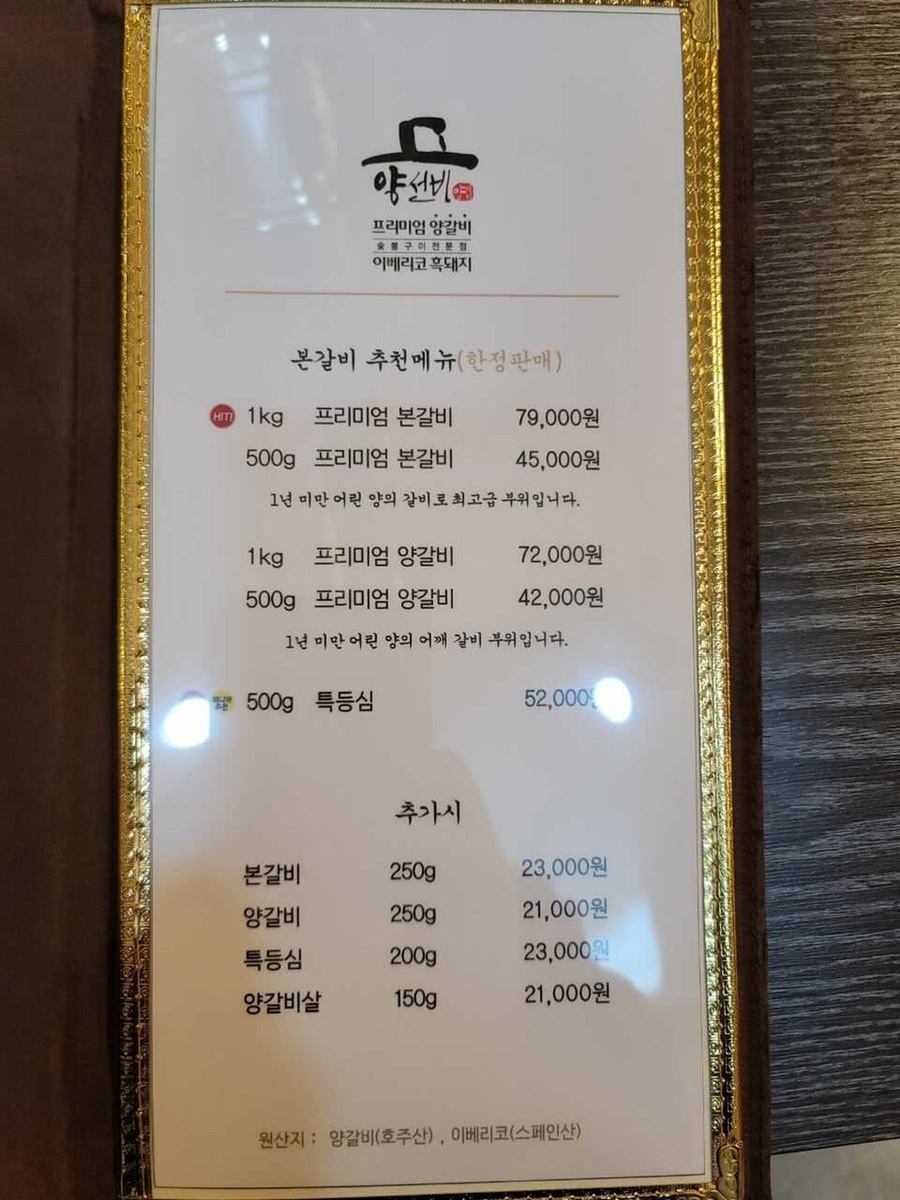 양선비
프리미엄 양갈비
숯불구이전문점
이베리코 흑돼지
본갈비 추천메뉴(한정판매)
HIT! 1kg 프리미엄 본갈비 79,000원
500g 프리미엄 본갈비 45,000원
1년 미만 어린 양의 갈비로 최고급 부위입니다.
1kg 프리미엄 양갈비 72,000원
500g 프리미엄 양갈비 42,000원
1년 미만 어린 양의 어깨 갈비 부위입니다.
추천 500g 특등심 52,000원
추가시
본갈비 250g 23,000원
양갈비 250g 21,000원
특등심 200g 23,000원
양갈비살 150g 21,000원
원산지 : 양갈비(호주산) , 이베리코(스페인산)